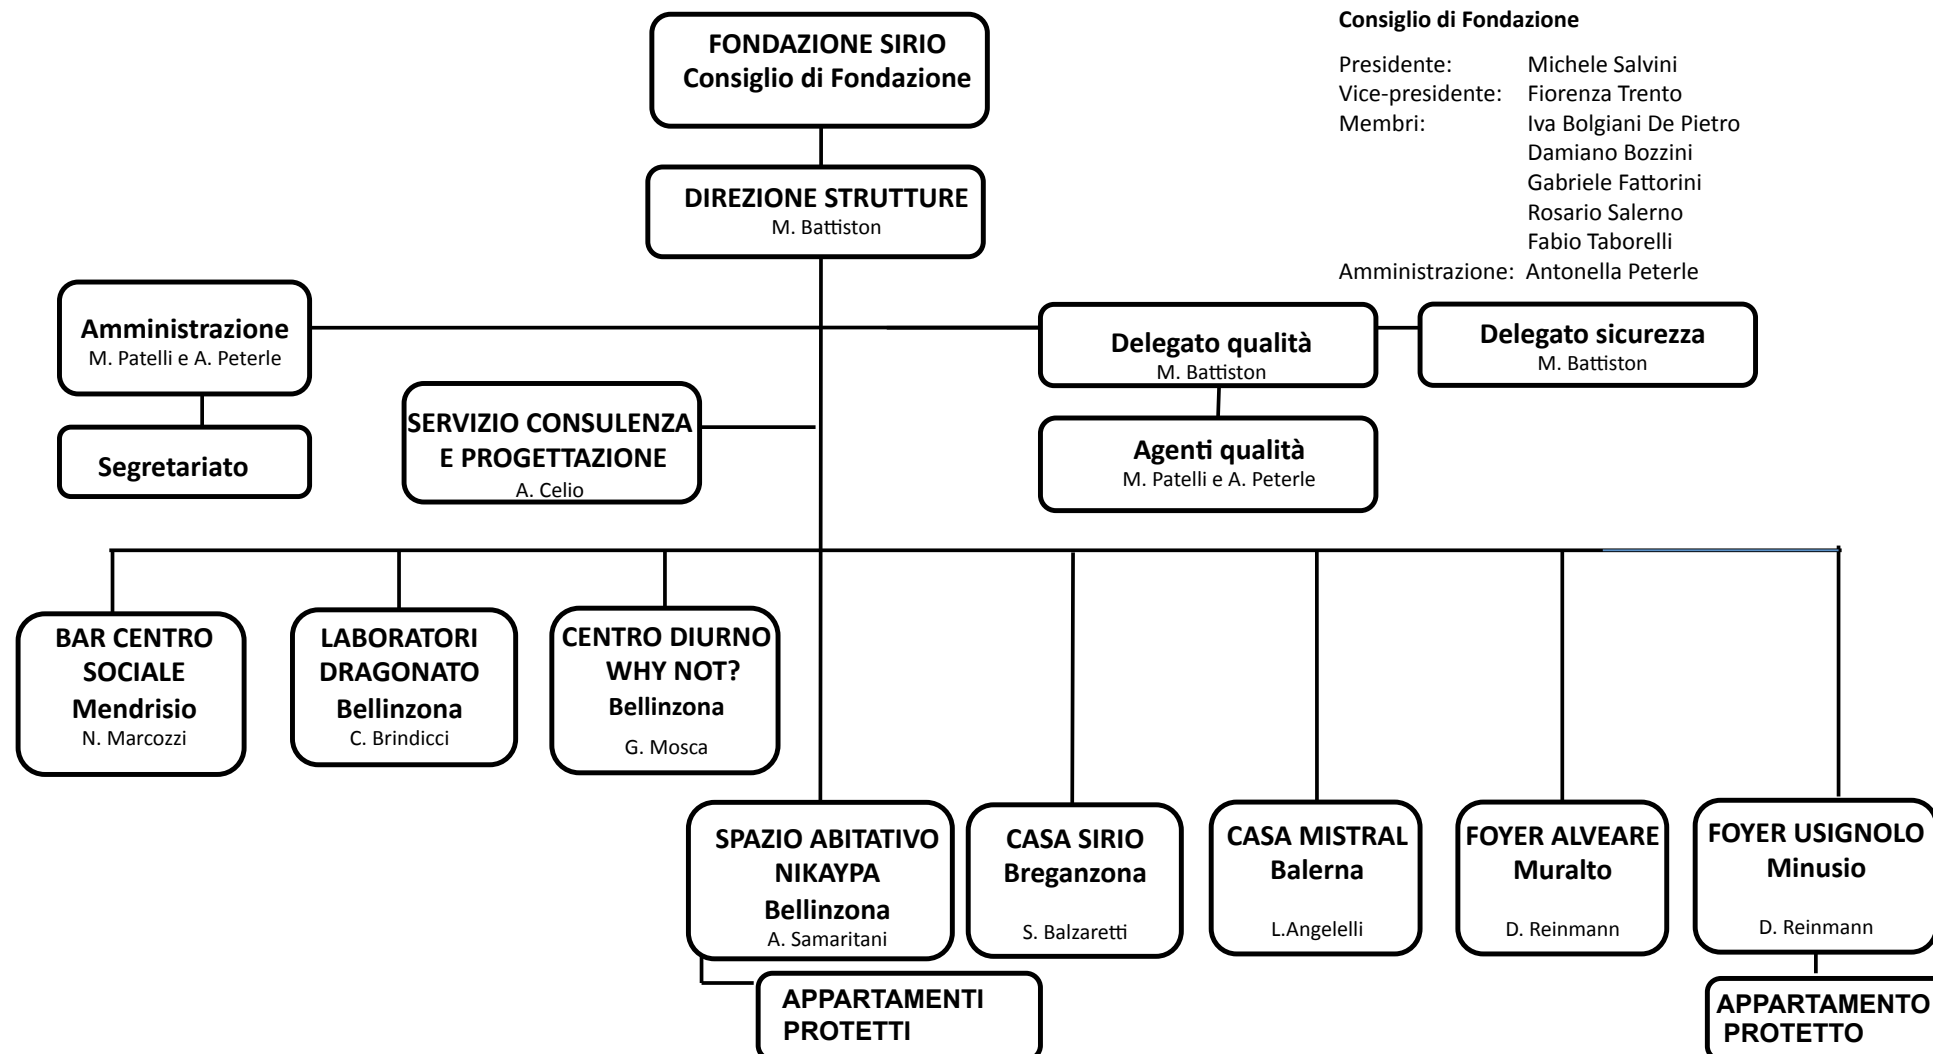 FONDAZIONE SIRIO
Consiglio di Fondazione
Consiglio di Fondazione
Presidente: Michele Salvini
Vice-presidente: Fiorenza Trento
Membri: Iva Bolgiani De Pietro
Damiano Bozzini
Gabriele Fattorini
Rosario Salerno
Fabio Taborelli
Amministrazione: Antonella Peterle
DIREZIONE STRUTTURE
M. Battiston
Amministrazione
M. Patelli e A. Peterle
Segretariato
SERVIZIO CONSULENZA
E PROGETTAZIONE
A. Celio
Delegato qualità
M. Battiston
Delegato sicurezza
M. Battiston
Agenti qualità
M. Patelli e A. Peterle
BAR CENTRO
SOCIALE
Mendrisio
N. Marcozzi
LABORATORI
DRAGONATO
Bellinzona
C. Brindicci
CENTRO DIURNO
WHY NOT?
Bellinzona
G. Mosca
SPAZIO ABITATIVO
NIKAYPA
Bellinzona
A. Samaritani
CASA SIRIO
Breganzona
S. Balzaretti
CASA MISTRAL
Balerna
L.Angelelli
FOYER ALVEARE
Muralto
D. Reinmann
FOYER USIGNOLO
Minusio
D. Reinmann
APPARTAMENTI
PROTETTI
APPARTAMENTO
PROTETTO